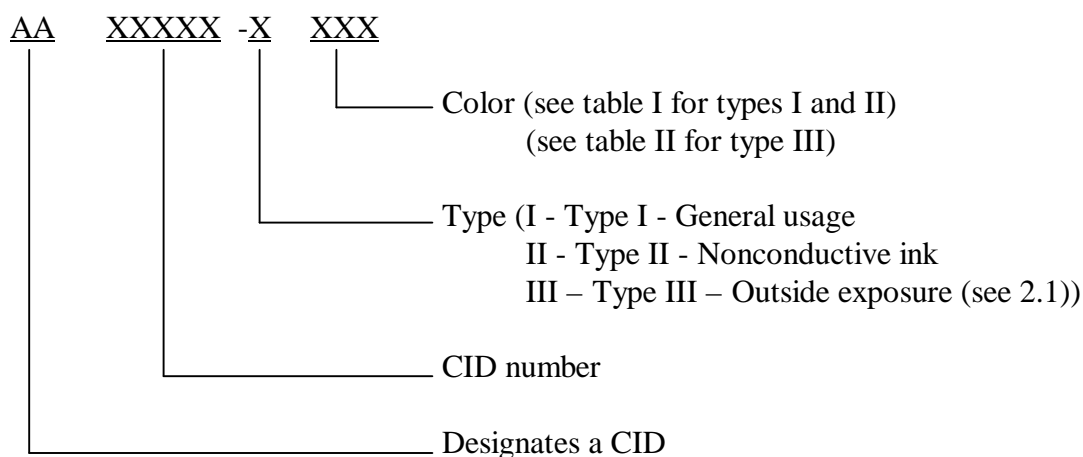 AA XXXXX -X XXX
Color (see table I for types I and II)
(see table II for type III)
Type (I - Type I - General usage
II - Type II - Nonconductive ink
III – Type III – Outside exposure (see 2.1))
CID number
Designates a CID